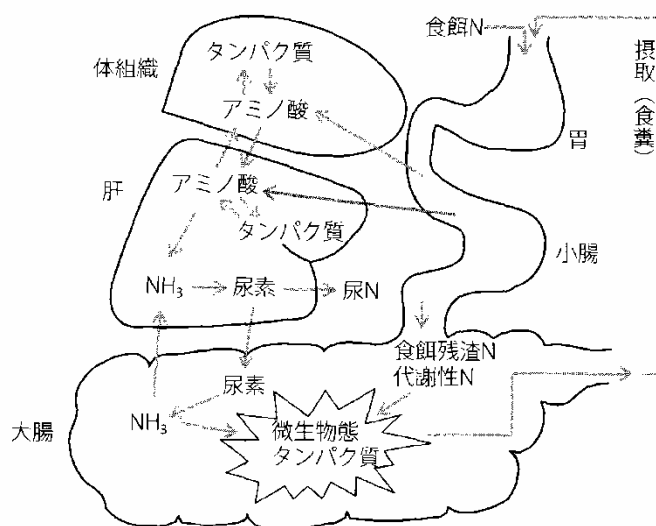 食餌N
タンパク質
体組織
アミノ酸
摂取（食糞）
胃
肝
アミノ酸
タンパク質
小腸
NH₃
尿素
尿N
食餌残渣N
代謝性N
尿素
大腸
NH₃
微生物態
タンパク質